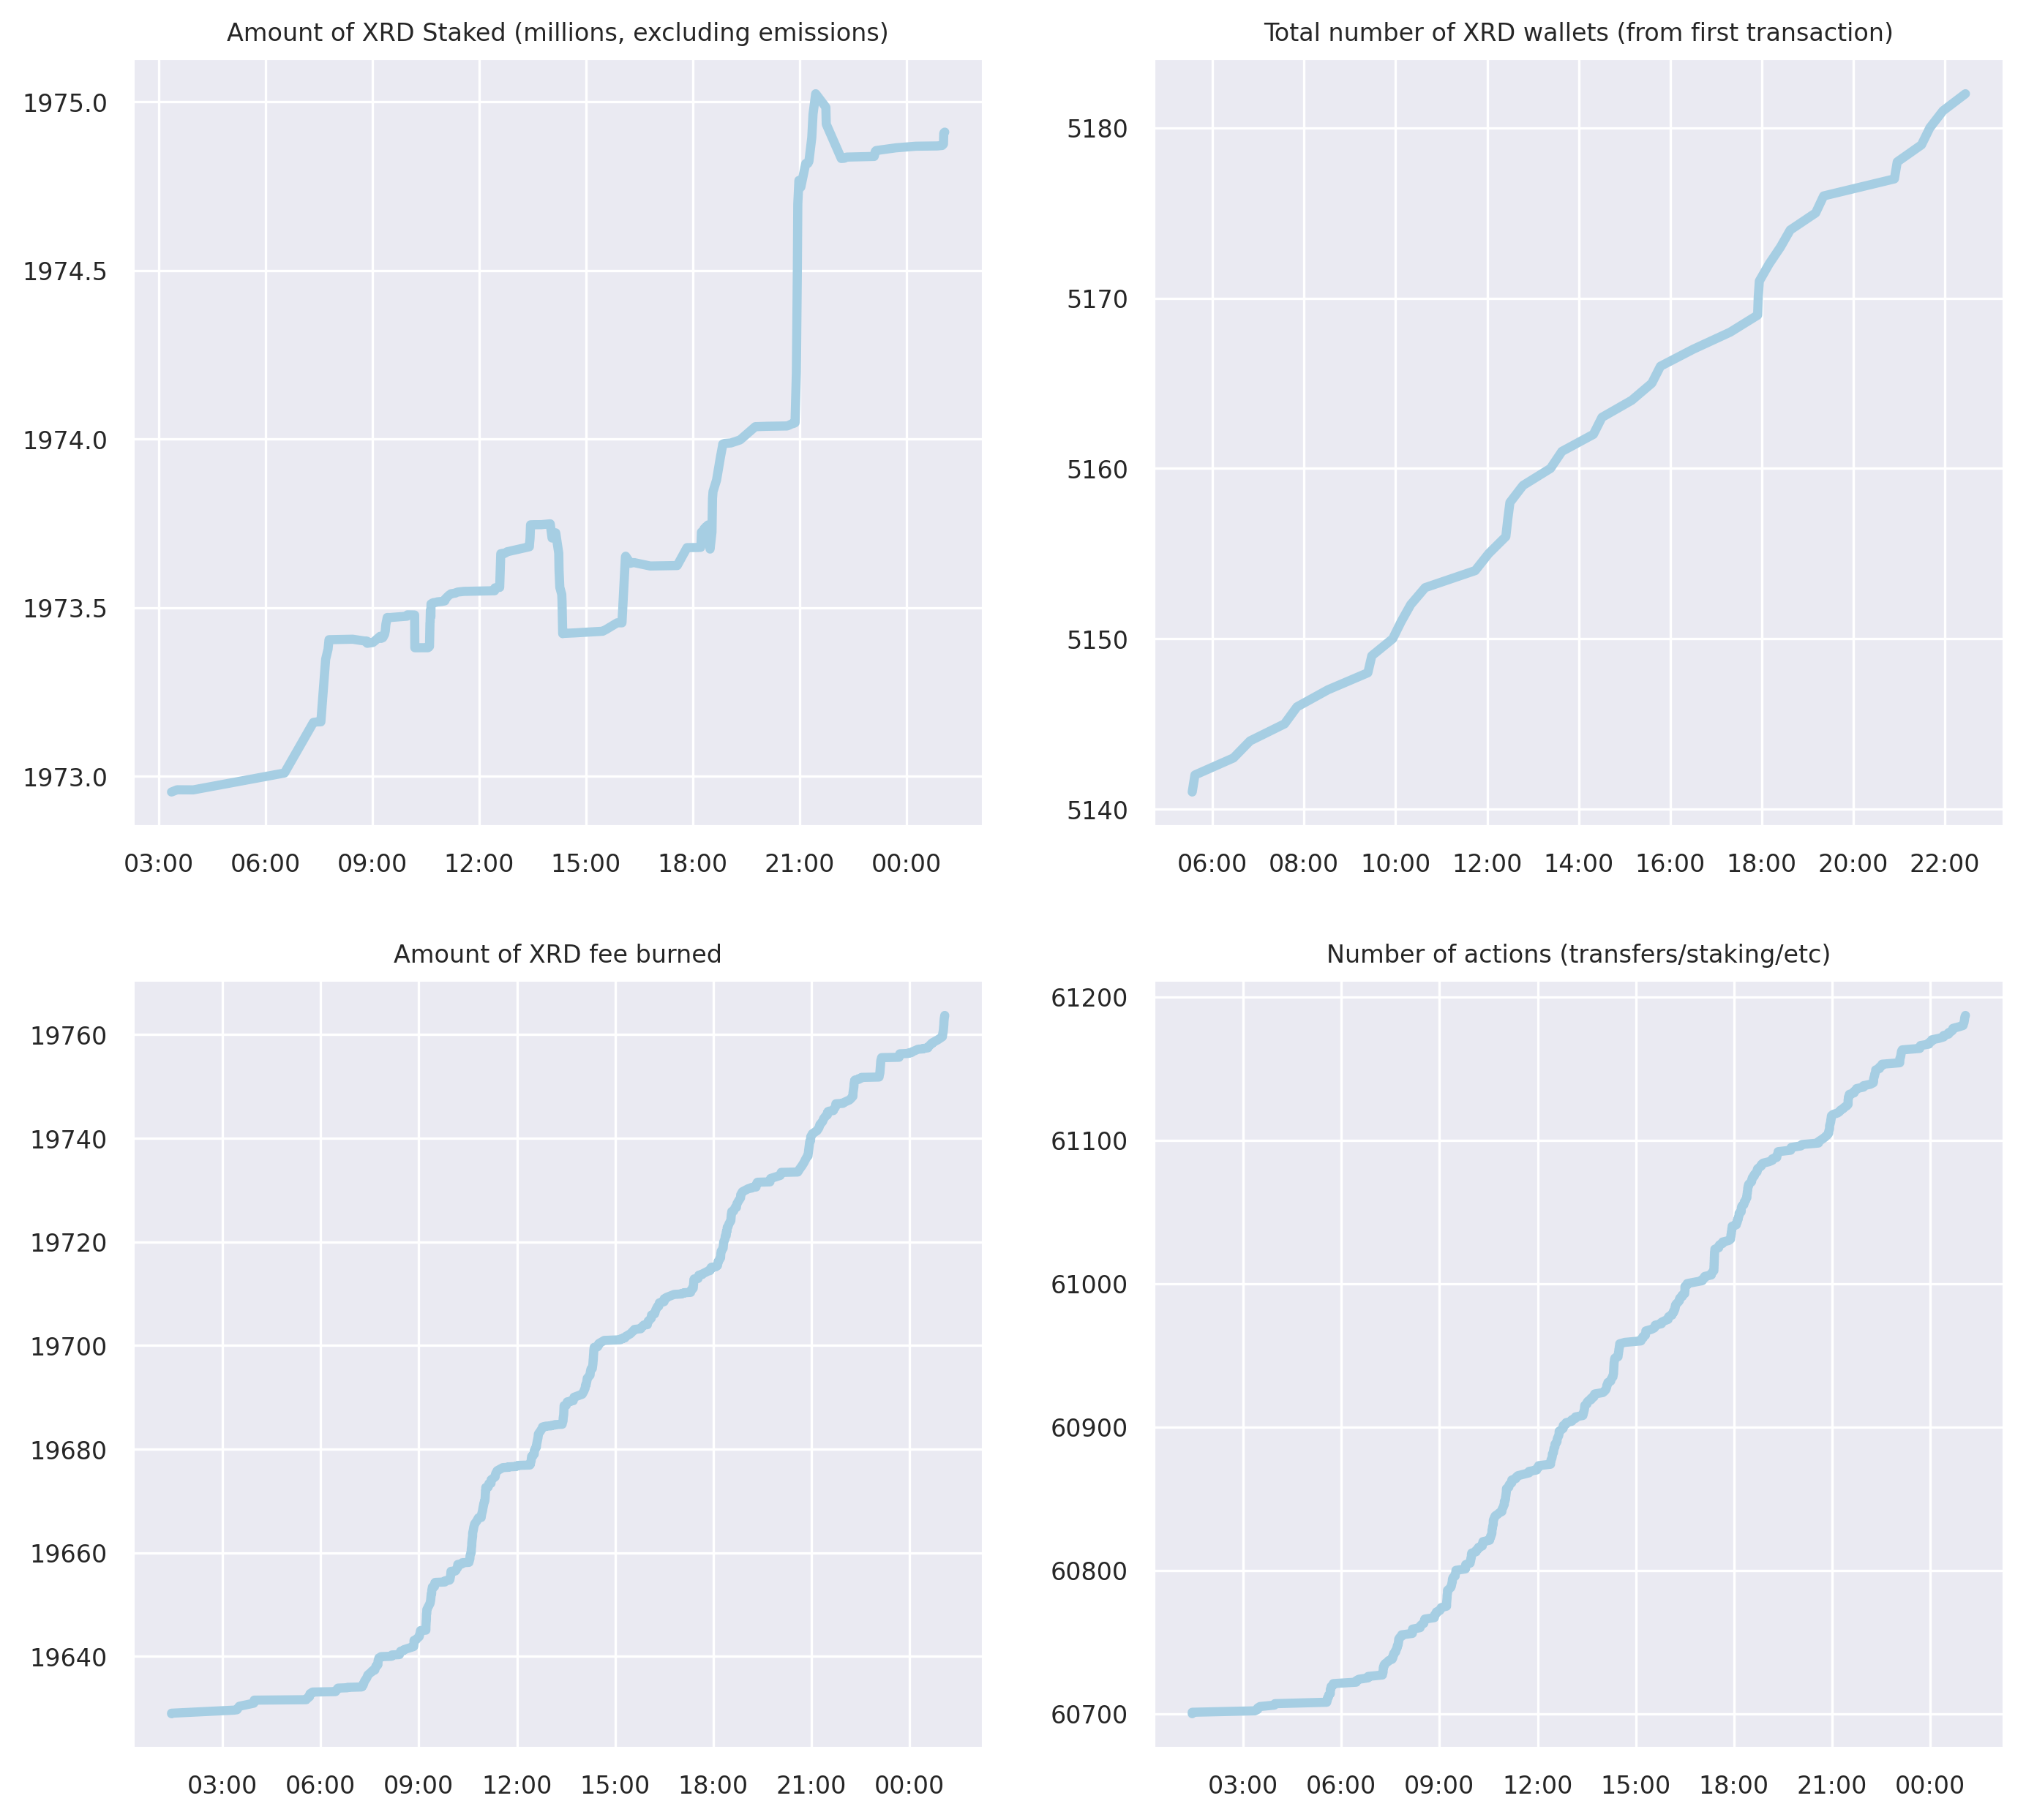 Amount of XRD Staked (millions, excluding emissions)
1975.0
1974.5
1974.0
1973.5
1973.0
03:00 06:00 09:00 12:00 15:00 18:00 21:00 00:00
Total number of XRD wallets (from first transaction)
5180
5170
5160
5150
5140
06:00 08:00 10:00 12:00 14:00 16:00 18:00 20:00 22:00
Amount of XRD fee burned
19760
19740
19720
19700
19680
19660
19640
03:00 06:00 09:00 12:00 15:00 18:00 21:00 00:00
Number of actions (transfers/staking/etc)
61200
61100
61000
60900
60800
60700
03:00 06:00 09:00 12:00 15:00 18:00 21:00 00:00